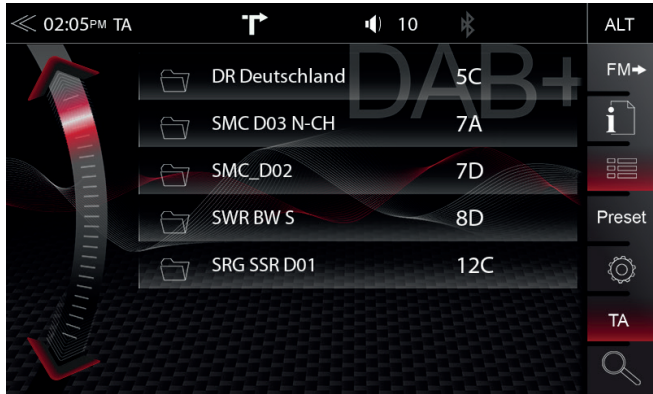 02:05PM TA 10 ALT
DAB+
FM
DR Deutschland 5C
SMC D03 N-CH 7A
i
SMC_D02 7D
SWR BW S 8D
Preset
SRG SSR D01 12C
TA